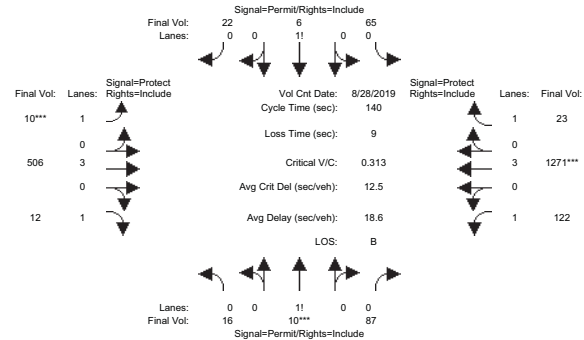 Signal=Permit/Rights=Include
Final Vol: 22 6 65
Lanes: 0 0 1! 0 0
Signal=Protect Signal=Protect
Final Vol: Lanes: Rights=Include Vol Cnt Date: 8/28/2019 Rights=Include Lanes: Final Vol:
Cycle Time (sec): 140
10*** 1 1 23
Loss Time (sec): 9
0 0
506 3 Critical V/C: 0.313 3 1271***
0 Avg Crit Del (sec/veh): 12.5 0
12 1 Avg Delay (sec/veh): 18.6 1 122
LOS: B
Lanes: 0 0 1! 0 0
Final Vol: 16 10*** 87
Signal=Permit/Rights=Include